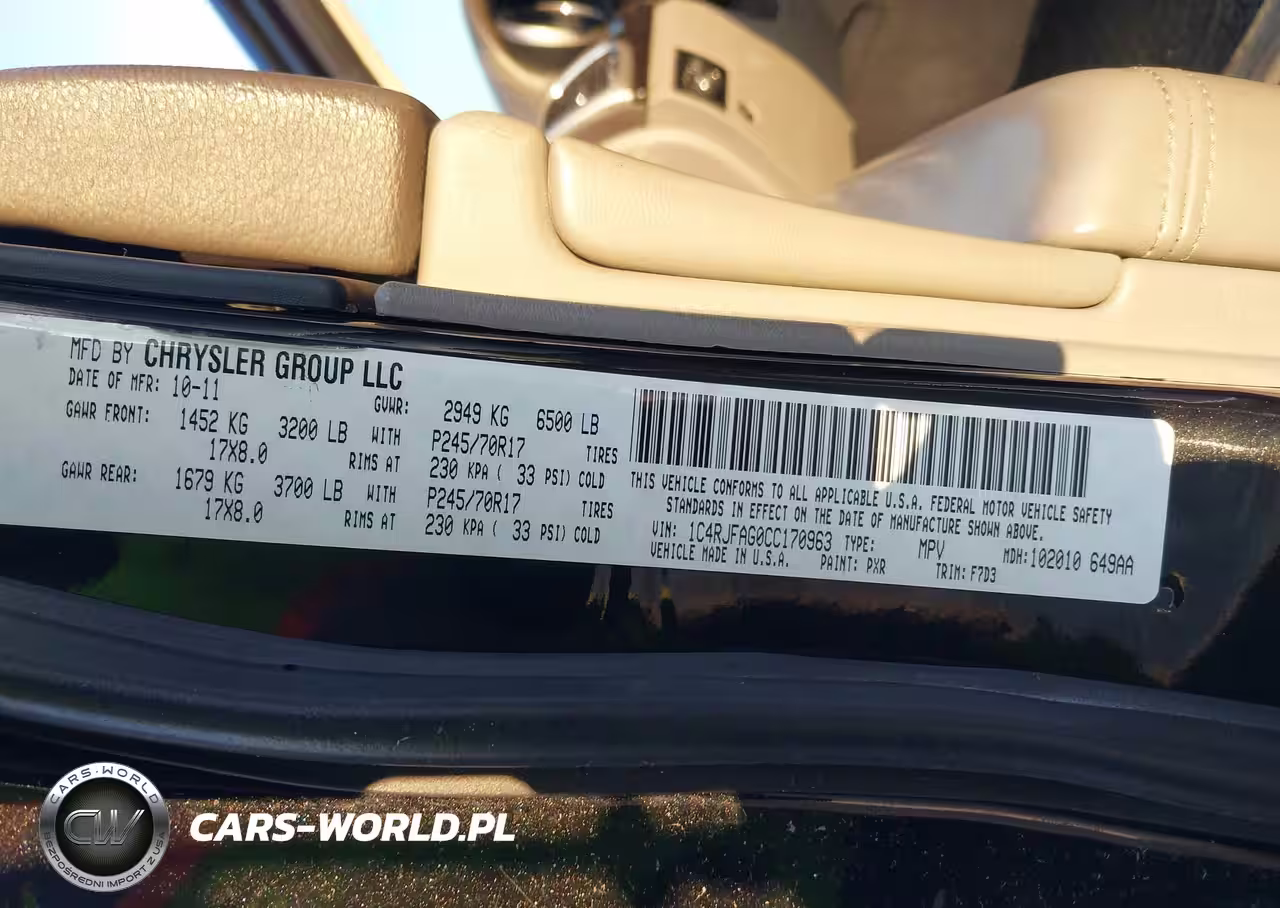 MFD BY CHRYSLER GROUP LLC
DATE OF MFR: 10-11 GVWR: 2949 KG 6500 LB
GAWR FRONT: 1452 KG 3200 LB WITH P245/70R17 TIRES
17X8.0 RIMS AT 230 KPA ( 33 PSI) COLD
GAWR REAR: 1679 KG 3700 LB WITH P245/70R17 TIRES
17X8.0 RIMS AT 230 KPA ( 33 PSI) COLD
THIS VEHICLE CONFORMS TO ALL APPLICABLE U.S.A. FEDERAL MOTOR VEHICLE SAFETY
STANDARDS IN EFFECT ON THE DATE OF MANUFACTURE SHOWN ABOVE.
VIN: 1C4RJFAG0CC170963 TYPE: MPV MDH: 102010 649AA
VEHICLE MADE IN U.S.A. PAINT: PXR TRIM: F7D3
CARS-WORLD
CW
BEZPOŚREDNI IMPORT Z USA
CARS-WORLD.PL